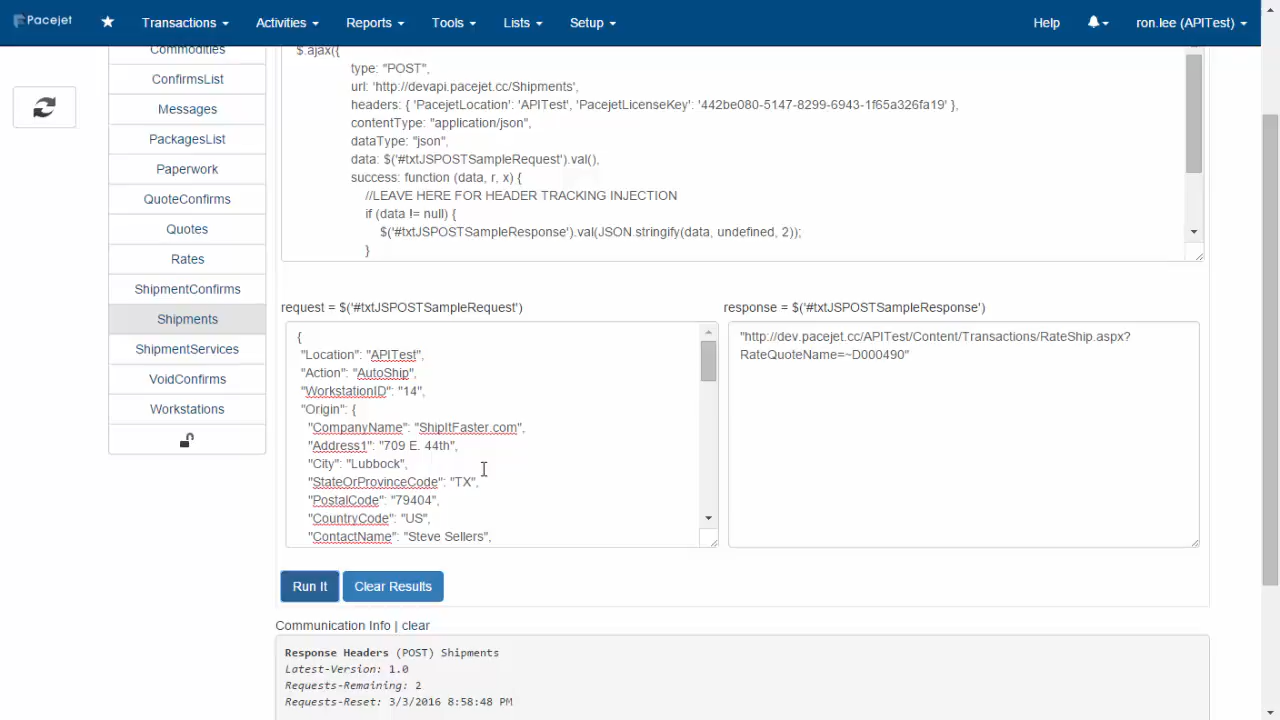 Pacejet
Transactions
Activities
Reports
Tools
Lists
Setup
Help
ron.lee (APITest)
Commodities
ConfirmsList
Messages
PackagesList
Paperwork
QuoteConfirms
Quotes
Rates
ShipmentConfirms
Shipments
ShipmentServices
VoidConfirms
Workstations
$.ajax({
type: "POST",
url: 'http://devapi.pacejet.cc/Shipments',
headers: { 'PacejetLocation': 'APITest', 'PacejetLicenseKey': '442be0c0-5147-8299-6943-1f65a326fa19' },
contentType: "application/json",
dataType: "json",
data: $('#txtJSPOSTSampleRequest').val(),
success: function (data, r, x) {
//LEAVE HERE FOR HEADER TRACKING INJECTION
if (data != null) {
$('#txtJSPOSTSampleResponse').val(JSON.stringify(data, undefined, 2));
}
request = $('#txtJSPOSTSampleRequest')
{
"Location": "APITest",
"Action": "AutoShip",
"WorkstationID": "14",
"Origin": {
"CompanyName": "ShipItFaster.com",
"Address1": "709 E. 44th",
"City": "Lubbock",
"StateOrProvinceCode": "TX",
"PostalCode": "79404",
"CountryCode": "US",
"ContactName": "Steve Sellers",
response = $('#txtJSPOSTSampleResponse')
"http://dev.pacejet.cc/APITest/Content/Transactions/RateShip.aspx?
RateQuoteName=~D000490"
Run It
Clear Results
Communication Info | clear
Response Headers (POST) Shipments
Latest-Version: 1.0
Requests-Remaining: 2
Requests-Reset: 3/3/2016 8:58:48 PM